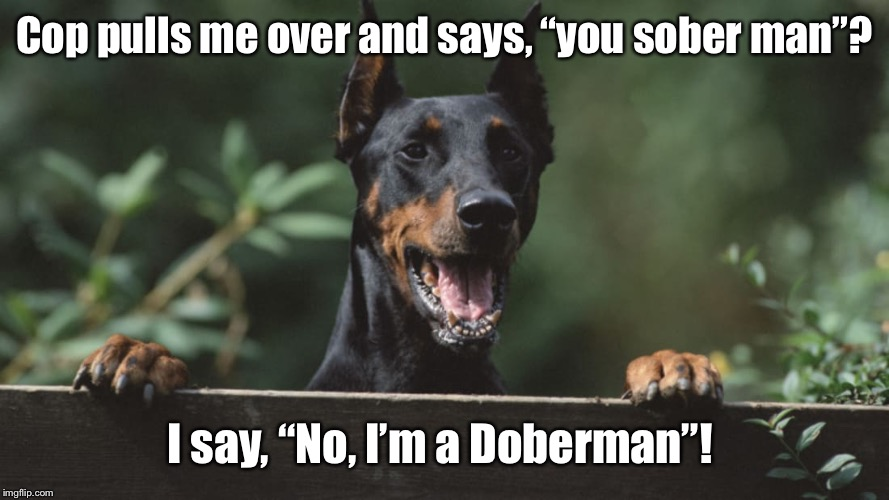 Cop pulls me over and says, “you sober man”?
I say, “No, I’m a Doberman”!
imgflip.com